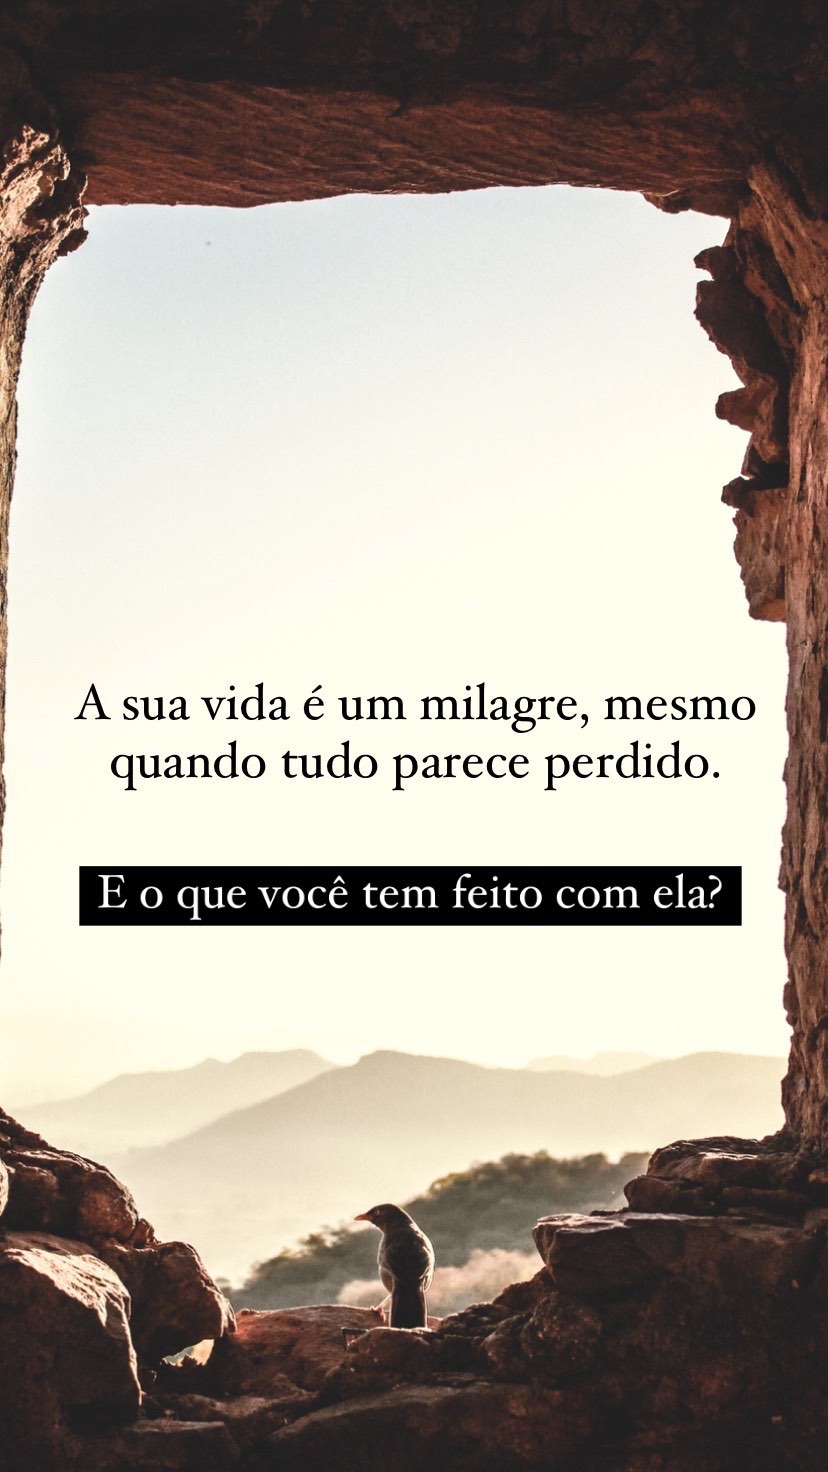 A sua vida é um milagre, mesmo
quando tudo parece perdido.
E o que você tem feito com ela?